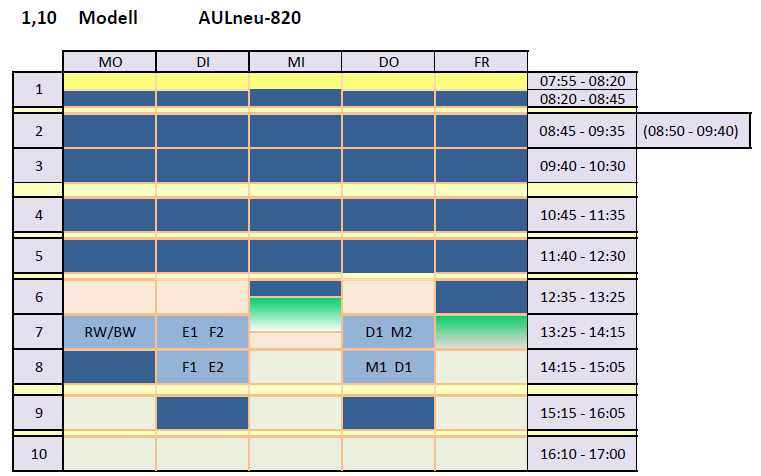 1,10 Modell AULneu-820
MO DI MI DO FR
1 07:55 - 08:20
08:20 - 08:45
2 08:45 - 09:35 (08:50 - 09:40)
3 09:40 - 10:30
4 10:45 - 11:35
5 11:40 - 12:30
6 12:35 - 13:25
7 RW/BW E1 F2 D1 M2 13:25 - 14:15
8 F1 E2 M1 D1 14:15 - 15:05
9 15:15 - 16:05
10 16:10 - 17:00